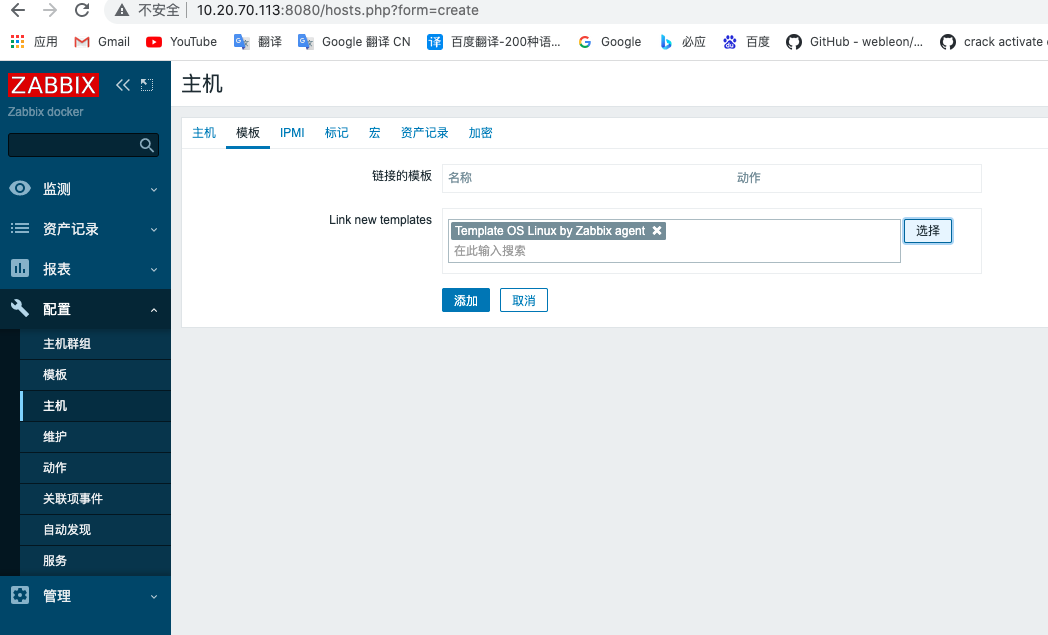 不安全 10.20.70.113:8080/hosts.php?form=create
应用 Gmail YouTube 翻译 Google 翻译 CN 百度翻译-200种语... Google 必应 百度 GitHub - webleon/... crack activate
ZABBIX
Zabbix docker
监测
资产记录
报表
配置
主机群组
模板
主机
维护
动作
关联项事件
自动发现
服务
管理
主机
主机 模板 IPMI 标记 宏 资产记录 加密
链接的模板 名称 动作
Link new templates Template OS Linux by Zabbix agent 选择
在此输入搜索
添加 取消